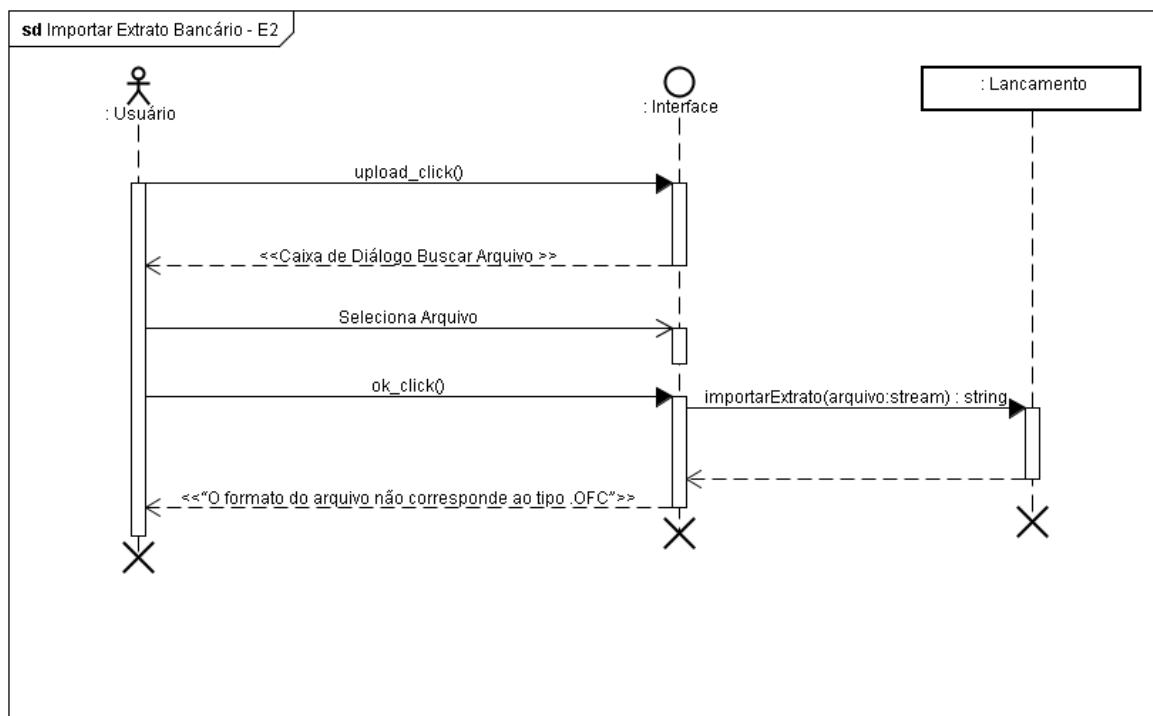 sd Importar Extrato Bancário - E2
: Usuário
: Interface
: Lancamento
upload_click()
<<Caixa de Diálogo Buscar Arquivo >>
Seleciona Arquivo
ok_click()
importarExtrato(arquivo:stream) : string
<<“O formato do arquivo não corresponde ao tipo .OFC”>>